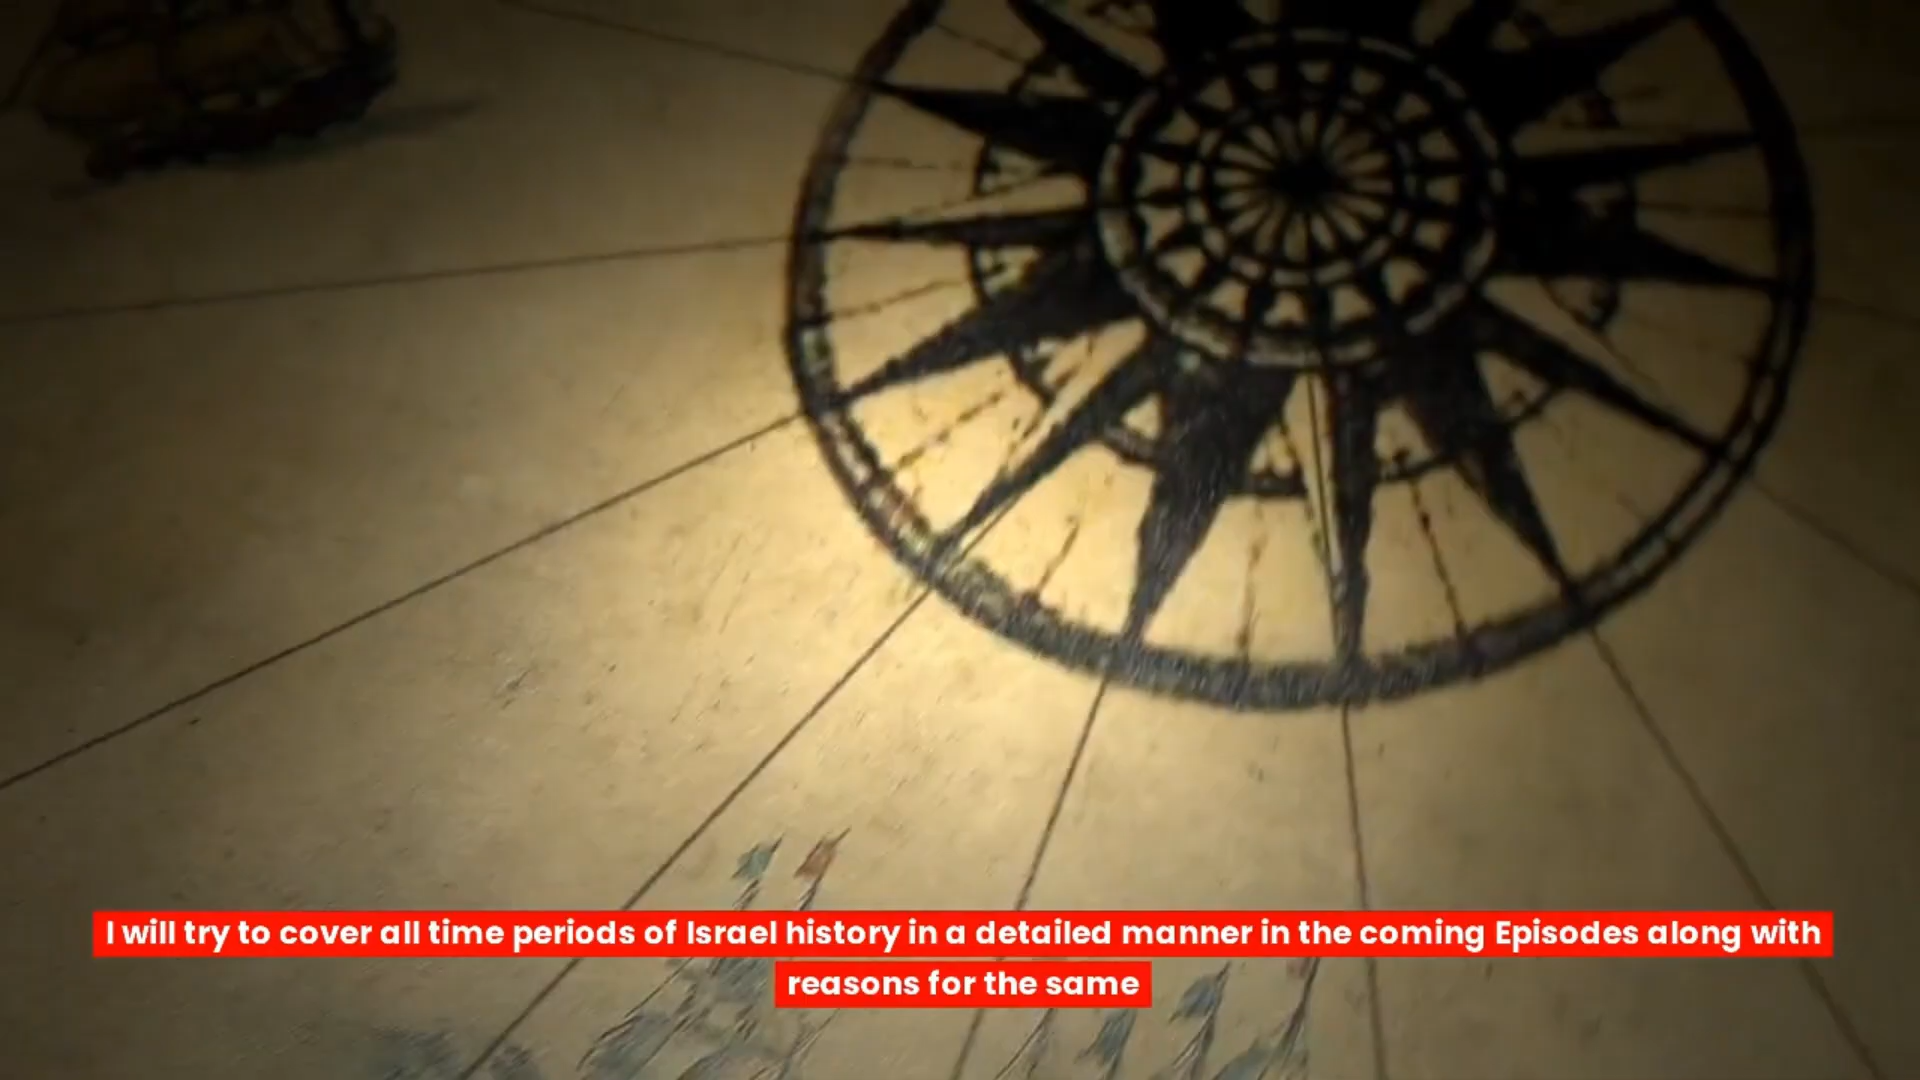 I will try to cover all time periods of Israel history in a detailed manner in the coming Episodes along with
reasons for the same